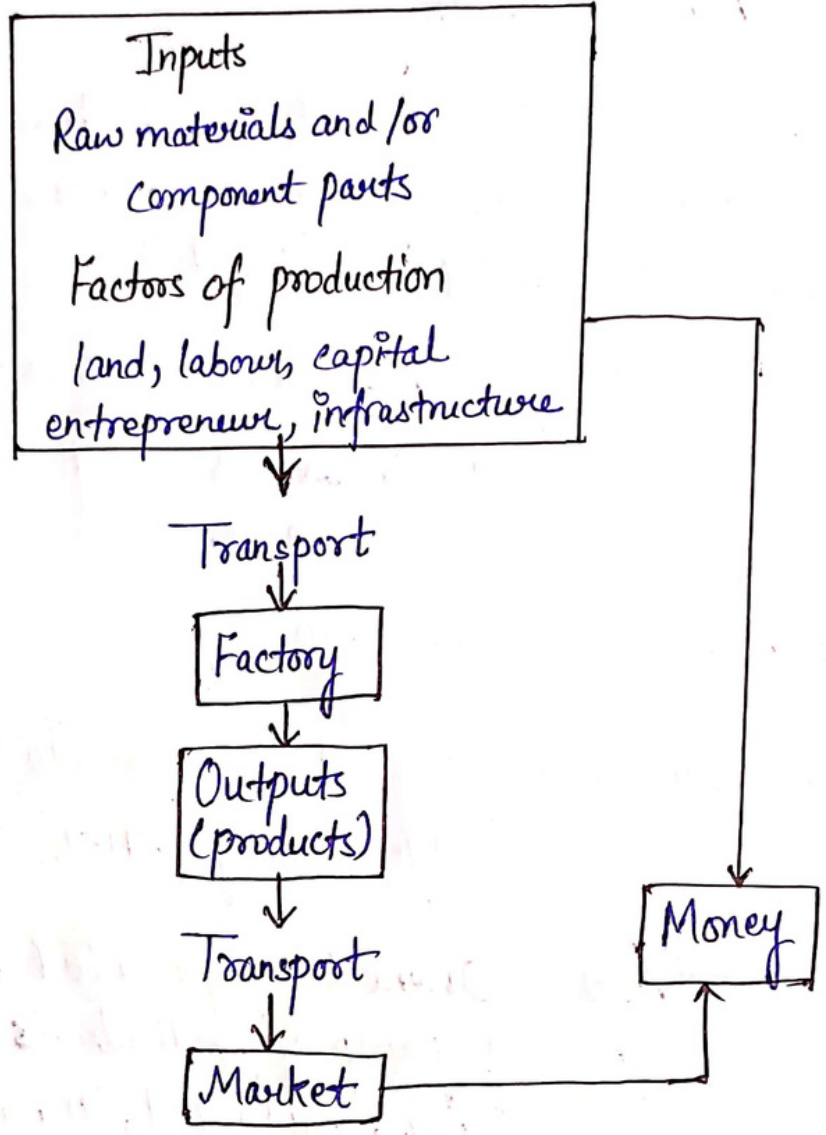 Inputs
Raw materials and/or
component parts
Factors of production
land, labour, capital
entrepreneur, infrastructure
Transport
Factory
Outputs
(products)
Transport
Market
Money